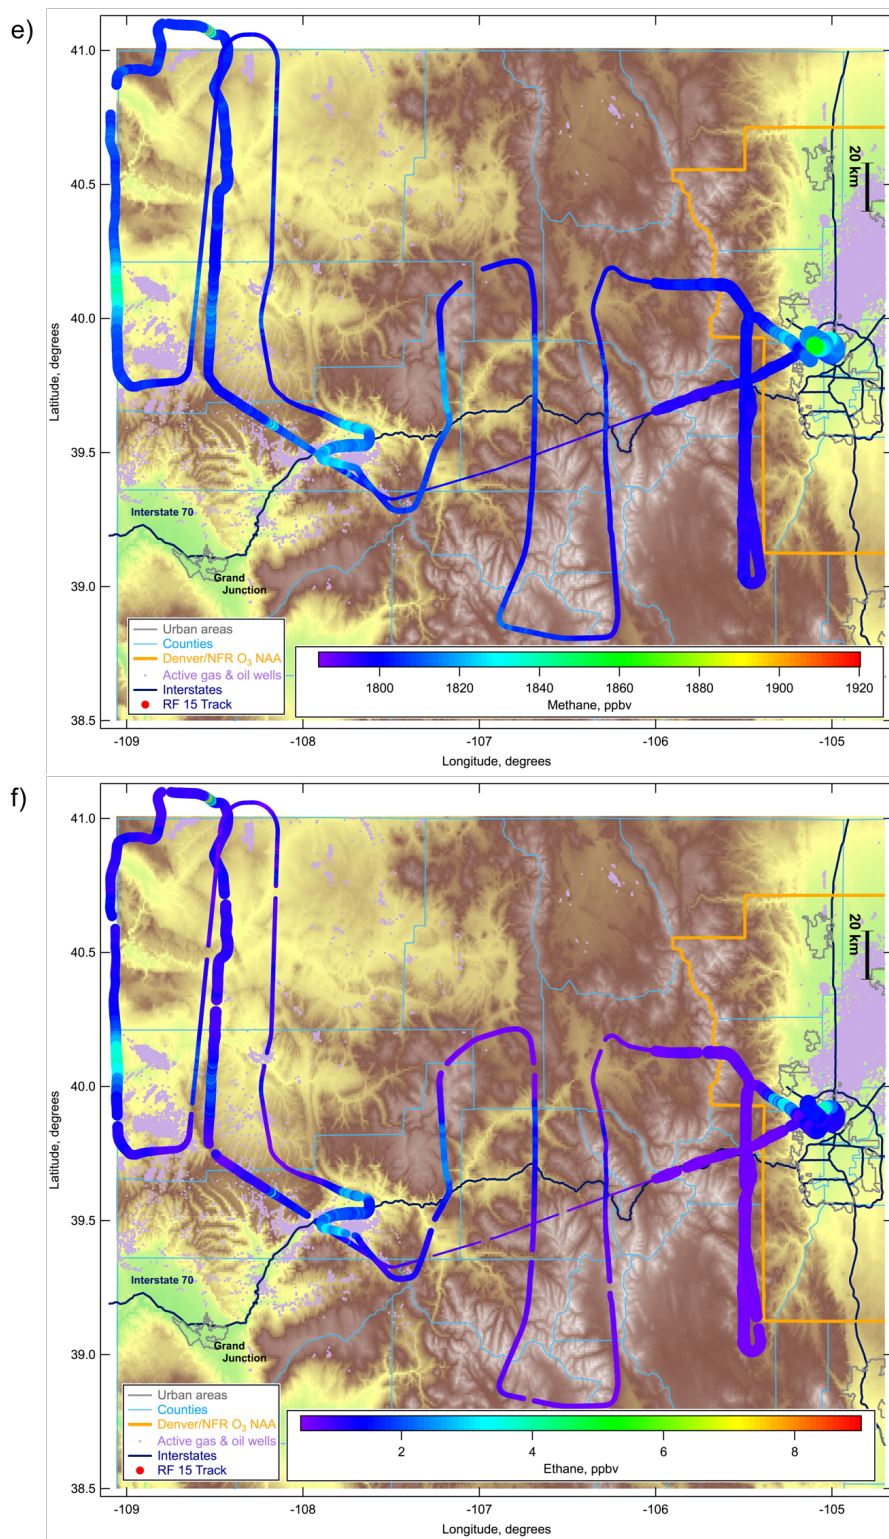 e)
41.0
40.5
40.0
39.5
39.0
38.5
Latitude, degrees
20 km
Interstate 70
Grand
Junction
Urban areas
Counties
Denver/NFR O₃ NAA
Active gas & oil wells
Interstates
RF 15 Track
1800 1820 1840 1860 1880 1900 1920
Methane, ppbv
-109 -108 -107 -106 -105
Longitude, degrees
f)
41.0
40.5
40.0
39.5
39.0
38.5
Latitude, degrees
20 km
Interstate 70
Grand
Junction
Urban areas
Counties
Denver/NFR O₃ NAA
Active gas & oil wells
Interstates
RF 15 Track
2 4 6 8
Ethane, ppbv
-109 -108 -107 -106 -105
Longitude, degrees